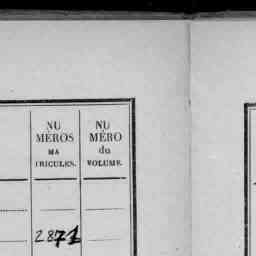 NU
MÉROS
MA
TRICULES.
NU
MÉRO
du
VOLUME.
2871